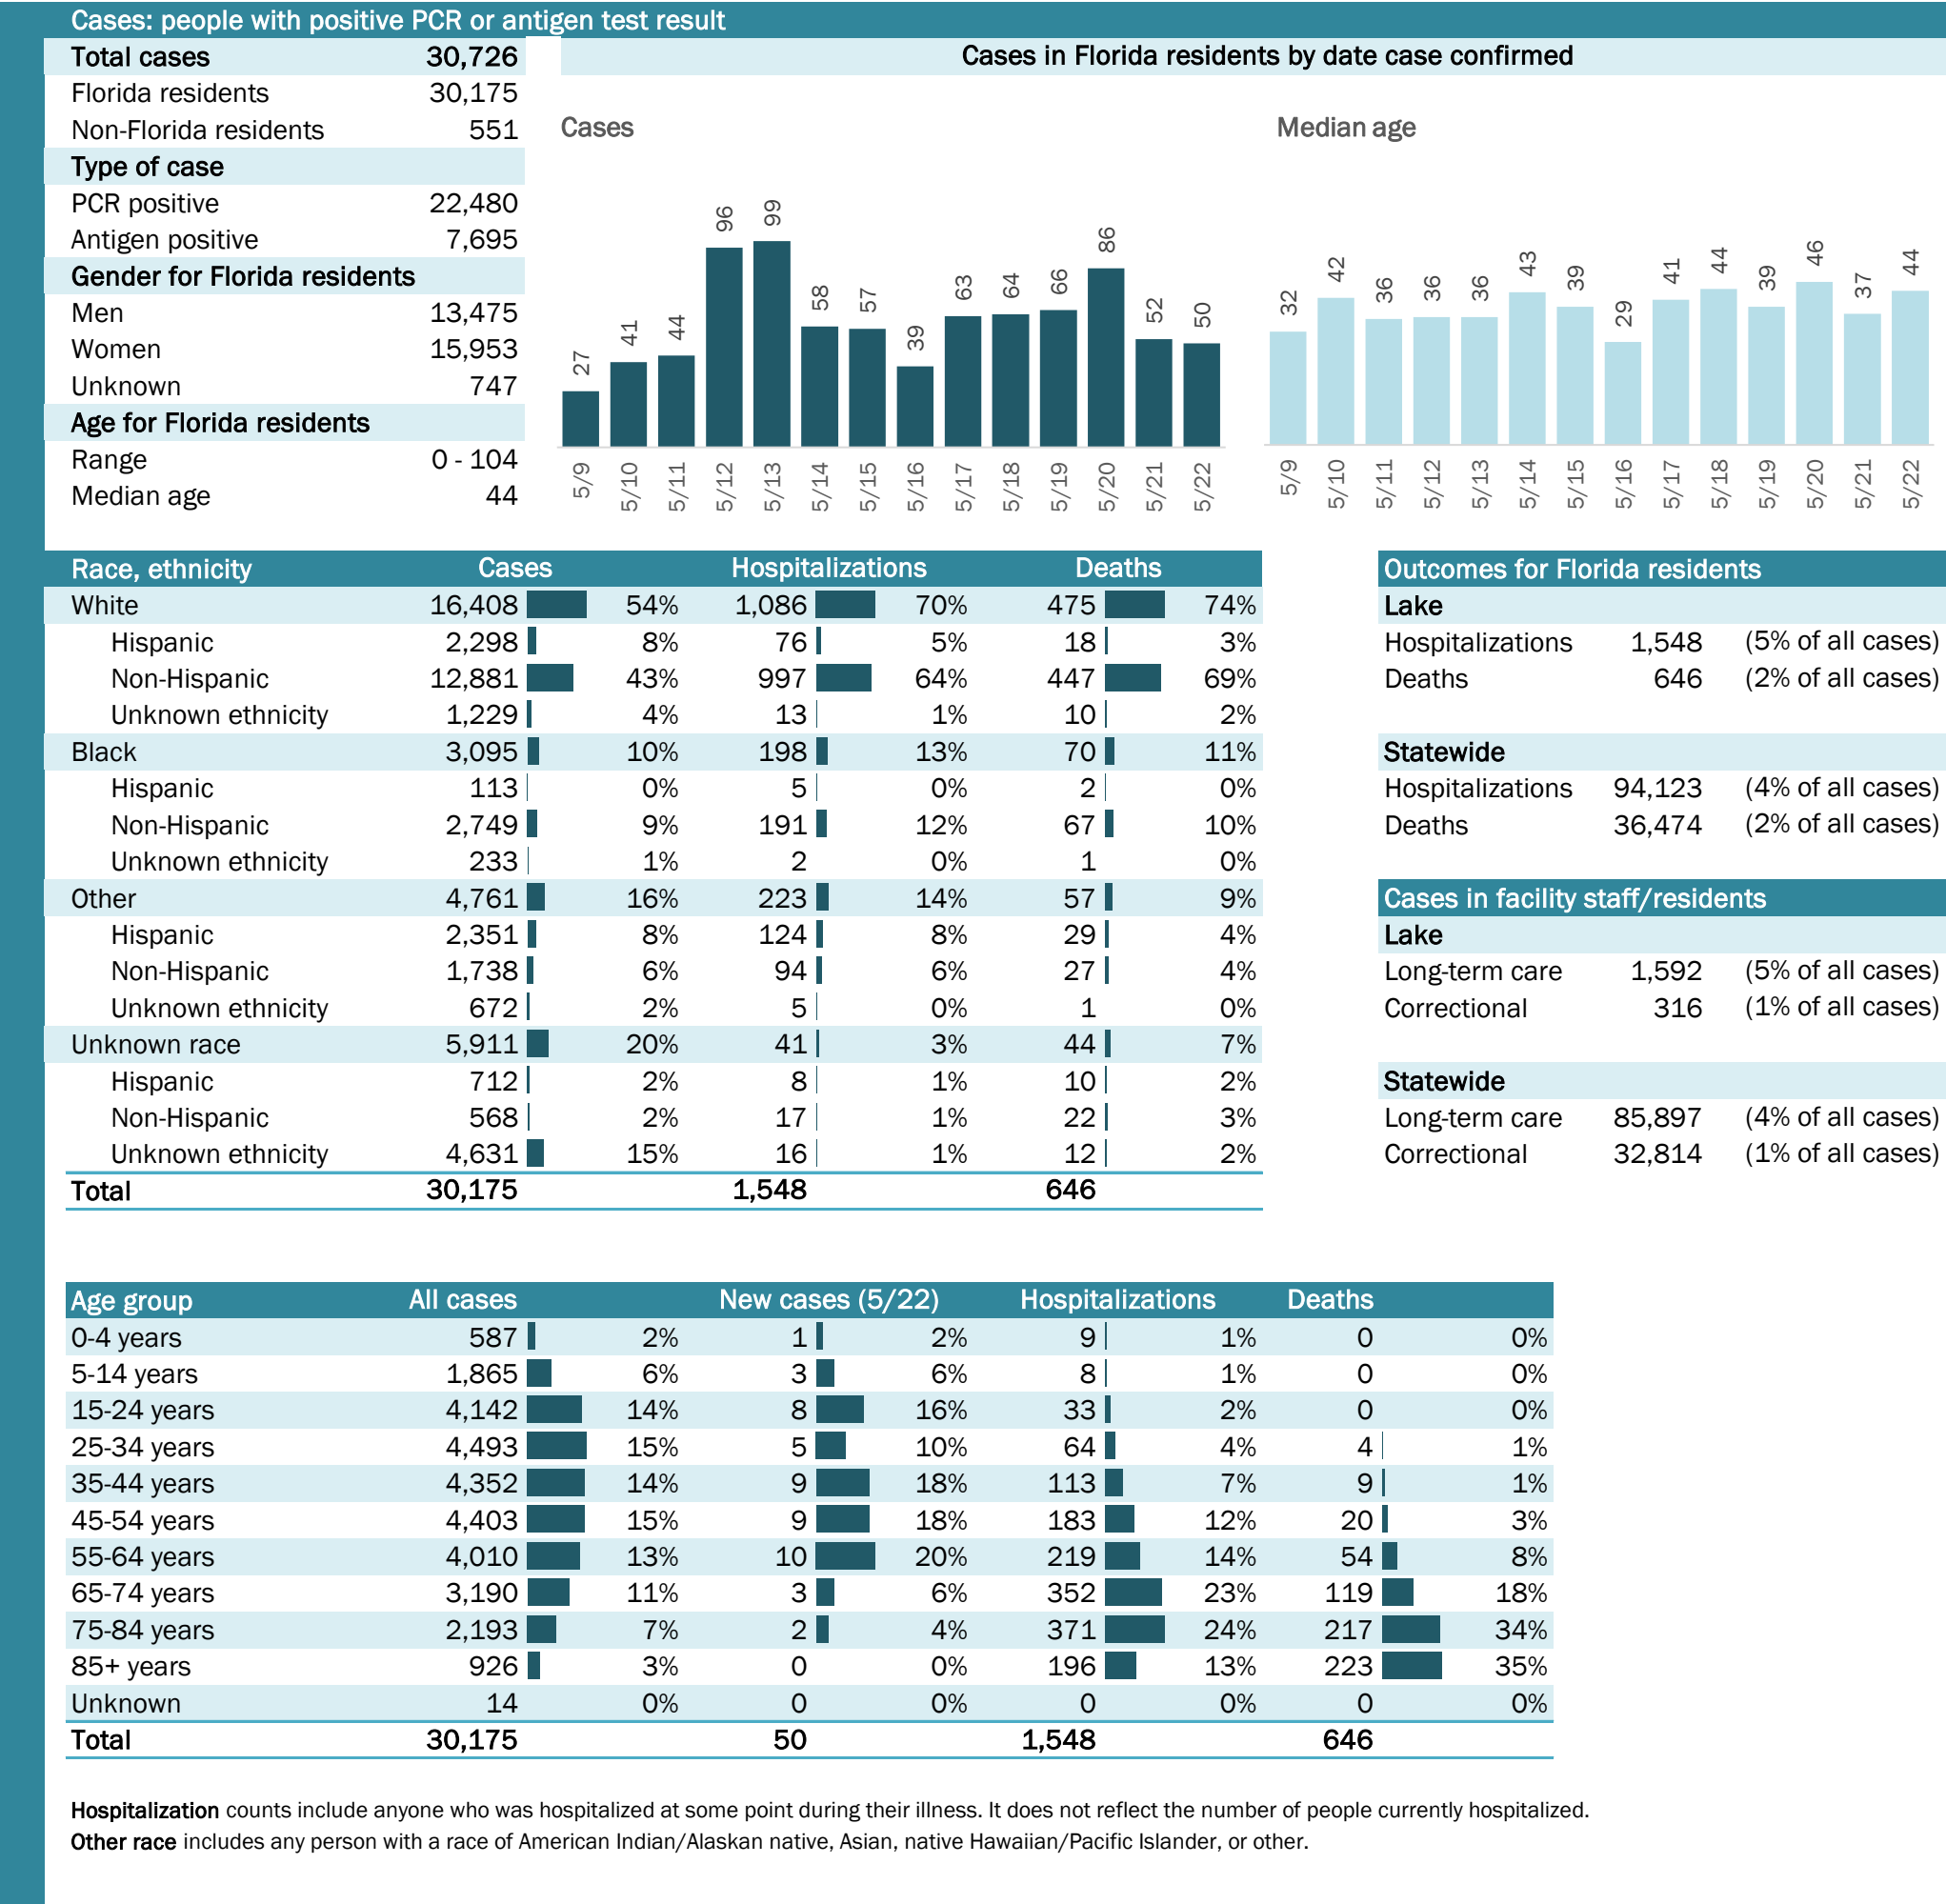 Cases: people with positive PCR or antigen test result
Total cases 30,726
Florida residents 30,175
Non-Florida residents 551
Type of case
PCR positive 22,480
Antigen positive 7,695
Gender for Florida residents
Men 13,475
Women 15,953
Unknown 747
Age for Florida residents
Range 0 - 104
Median age 44
Cases in Florida residents by date case confirmed
Cases
27 41 44 96 99 58 57 39 63 64 66 86 52 50
5/9 5/10 5/11 5/12 5/13 5/14 5/15 5/16 5/17 5/18 5/19 5/20 5/21 5/22
Median age
32 42 36 36 36 43 39 29 41 44 39 46 37 44
5/9 5/10 5/11 5/12 5/13 5/14 5/15 5/16 5/17 5/18 5/19 5/20 5/21 5/22
Race, ethnicity Cases Hospitalizations Deaths
White 16,408 54% 1,086 70% 475 74%
Hispanic 2,298 8% 76 5% 18 3%
Non-Hispanic 12,881 43% 997 64% 447 69%
Unknown ethnicity 1,229 4% 13 1% 10 2%
Black 3,095 10% 198 13% 70 11%
Hispanic 113 0% 5 0% 2 0%
Non-Hispanic 2,749 9% 191 12% 67 10%
Unknown ethnicity 233 1% 2 0% 1 0%
Other 4,761 16% 223 14% 57 9%
Hispanic 2,351 8% 124 8% 29 4%
Non-Hispanic 1,738 6% 94 6% 27 4%
Unknown ethnicity 672 2% 5 0% 1 0%
Unknown race 5,911 20% 41 3% 44 7%
Hispanic 712 2% 8 1% 10 2%
Non-Hispanic 568 2% 17 1% 22 3%
Unknown ethnicity 4,631 15% 16 1% 12 2%
Total 30,175 1,548 646
Outcomes for Florida residents
Lake
Hospitalizations 1,548 (5% of all cases)
Deaths 646 (2% of all cases)
Statewide
Hospitalizations 94,123 (4% of all cases)
Deaths 36,474 (2% of all cases)
Cases in facility staff/residents
Lake
Long-term care 1,592 (5% of all cases)
Correctional 316 (1% of all cases)
Statewide
Long-term care 85,897 (4% of all cases)
Correctional 32,814 (1% of all cases)
Age group All cases New cases (5/22) Hospitalizations Deaths
0-4 years 587 2% 1 2% 9 1% 0 0%
5-14 years 1,865 6% 3 6% 8 1% 0 0%
15-24 years 4,142 14% 8 16% 33 2% 0 0%
25-34 years 4,493 15% 5 10% 64 4% 4 1%
35-44 years 4,352 14% 9 18% 113 7% 9 1%
45-54 years 4,403 15% 9 18% 183 12% 20 3%
55-64 years 4,010 13% 10 20% 219 14% 54 8%
65-74 years 3,190 11% 3 6% 352 23% 119 18%
75-84 years 2,193 7% 2 4% 371 24% 217 34%
85+ years 926 3% 0 0% 196 13% 223 35%
Unknown 14 0% 0 0% 0 0% 0 0%
Total 30,175 50 1,548 646
Hospitalization counts include anyone who was hospitalized at some point during their illness. It does not reflect the number of people currently hospitalized.
Other race includes any person with a race of American Indian/Alaskan native, Asian, native Hawaiian/Pacific Islander, or other.